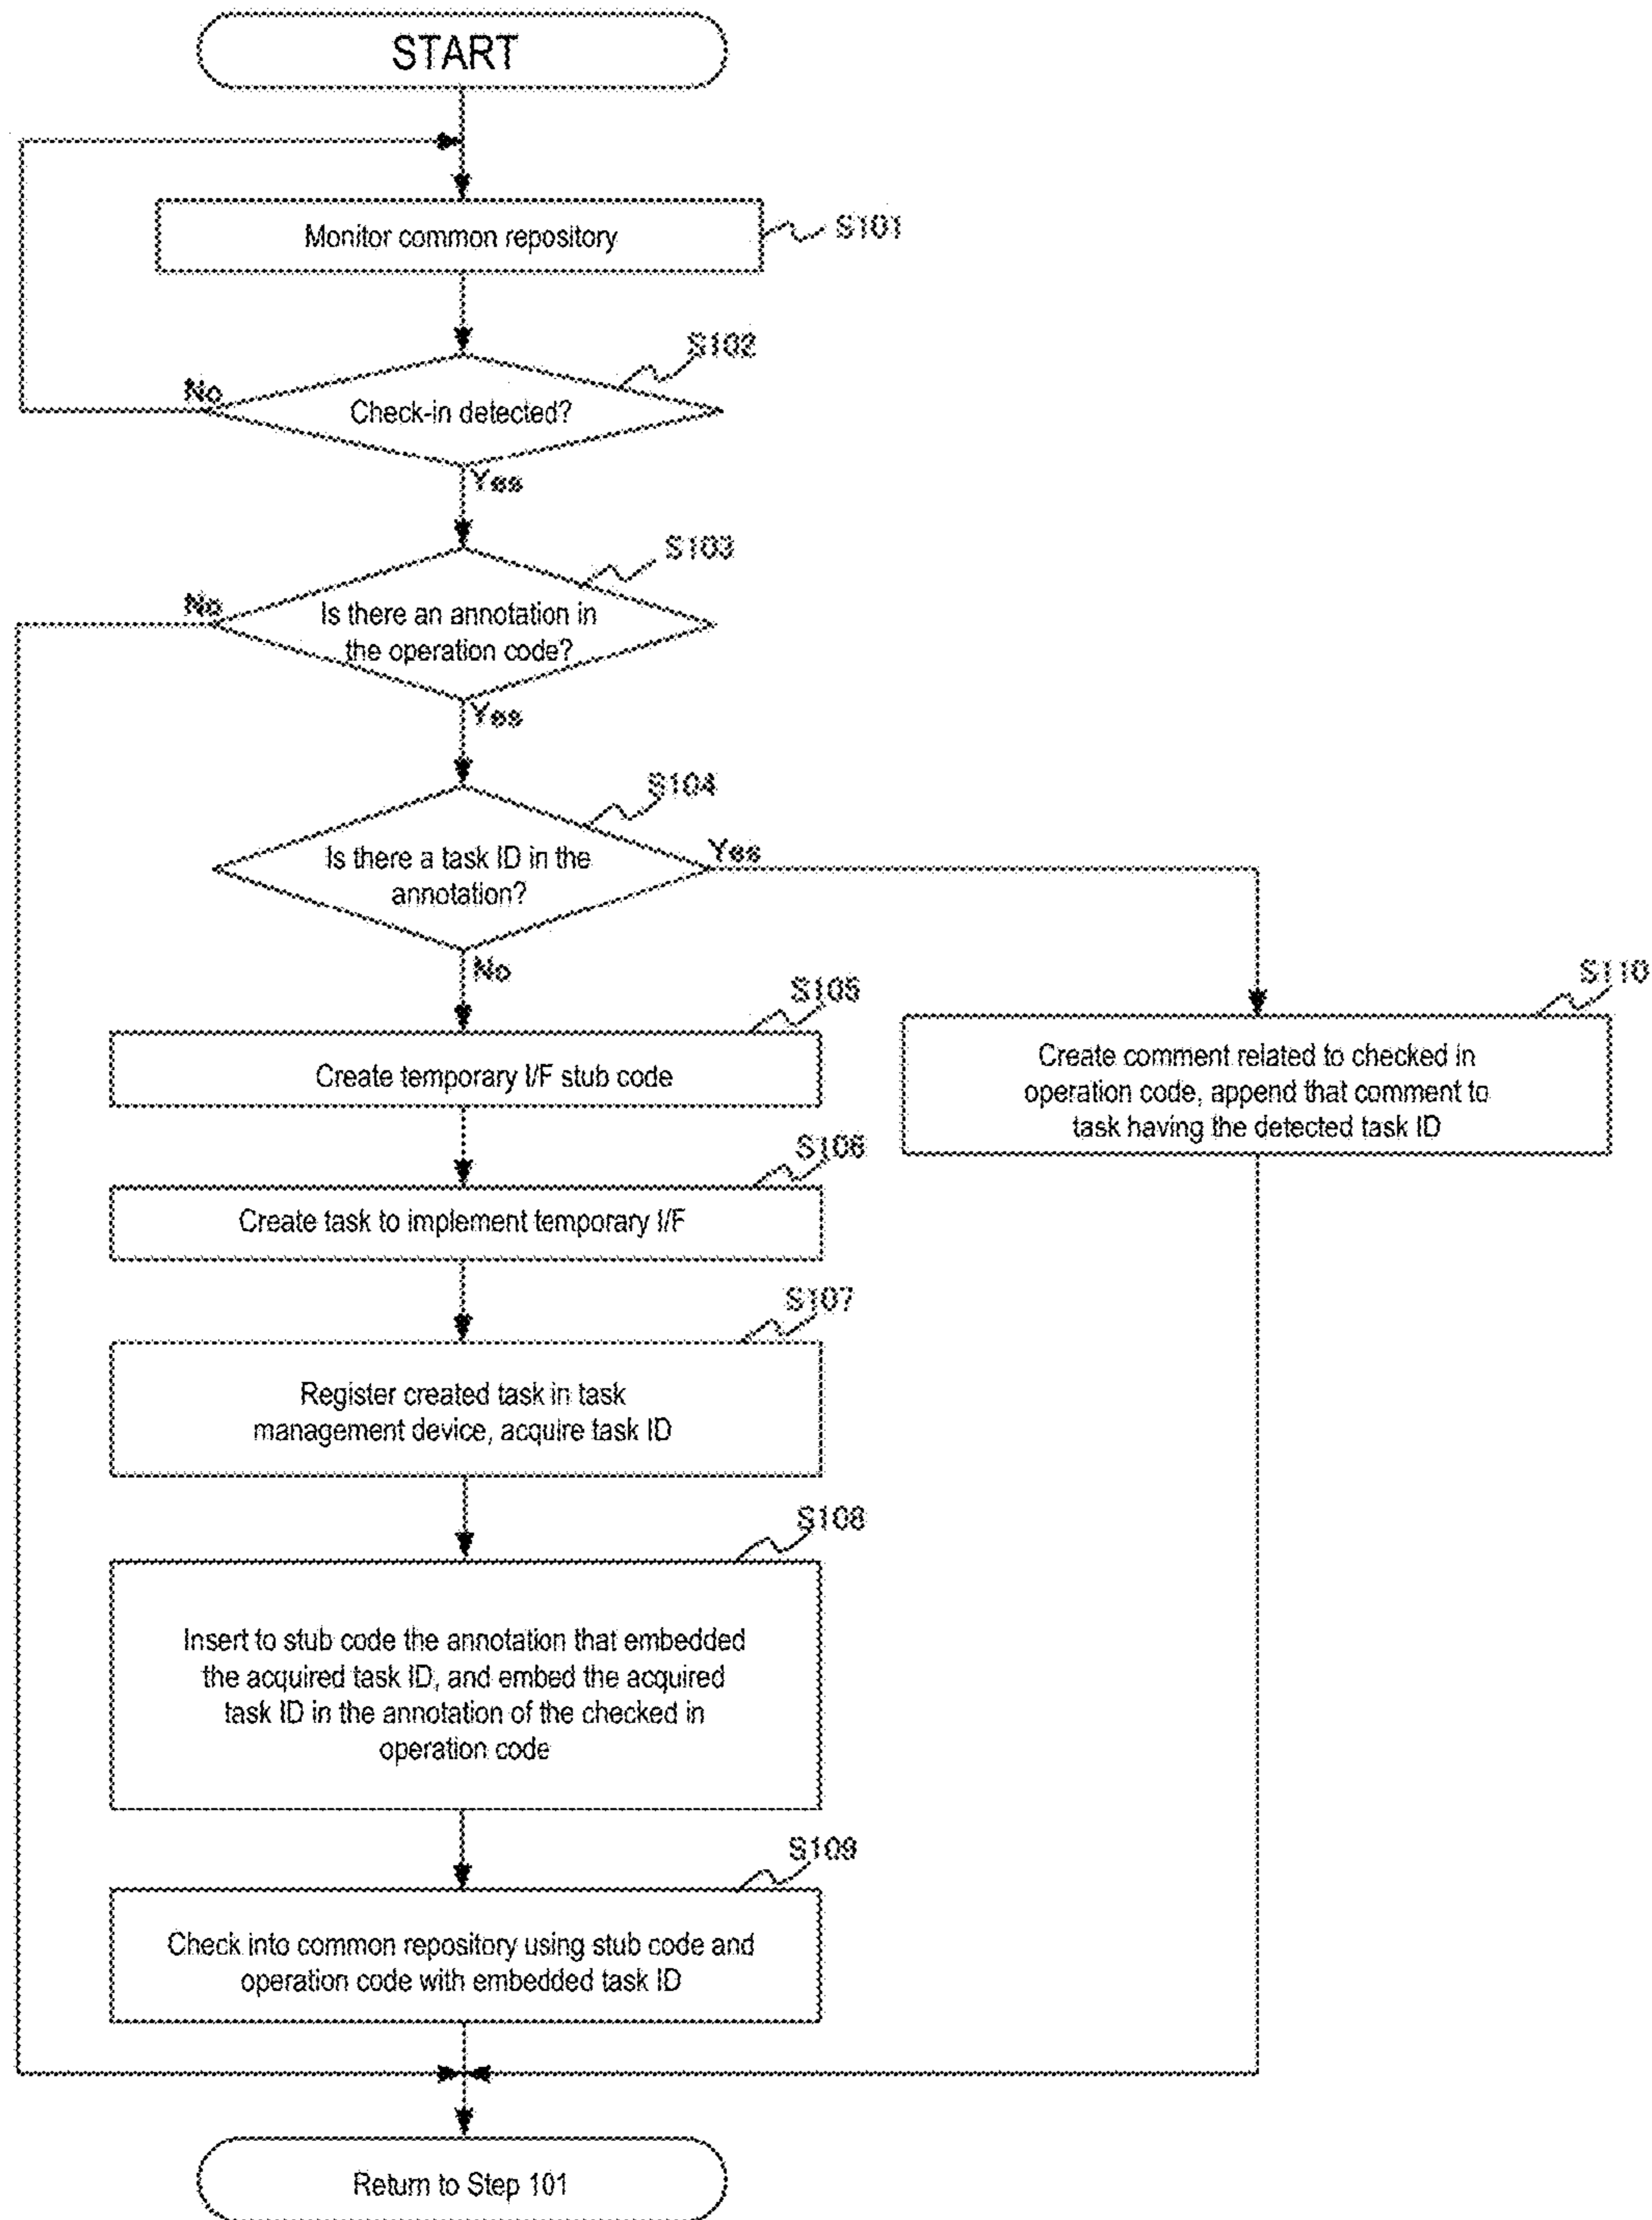 START
Monitor common repository
S101
S102
No
Check-in detected?
Yes
S103
No
Is there an annotation in
the operation code?
Yes
S104
Is there a task ID in the
annotation?
Yes
No
S105
Create temporary I/F stub code
S110
Create comment related to checked in
operation code, append that comment to
task having the detected task ID
S106
Create task to implement temporary I/F
S107
Register created task in task
management device, acquire task ID
S108
Insert to stub code the annotation that embedded
the acquired task ID, and embed the acquired
task ID in the annotation of the checked in
operation code
S109
Check into common repository using stub code and
operation code with embedded task ID
Return to Step 101